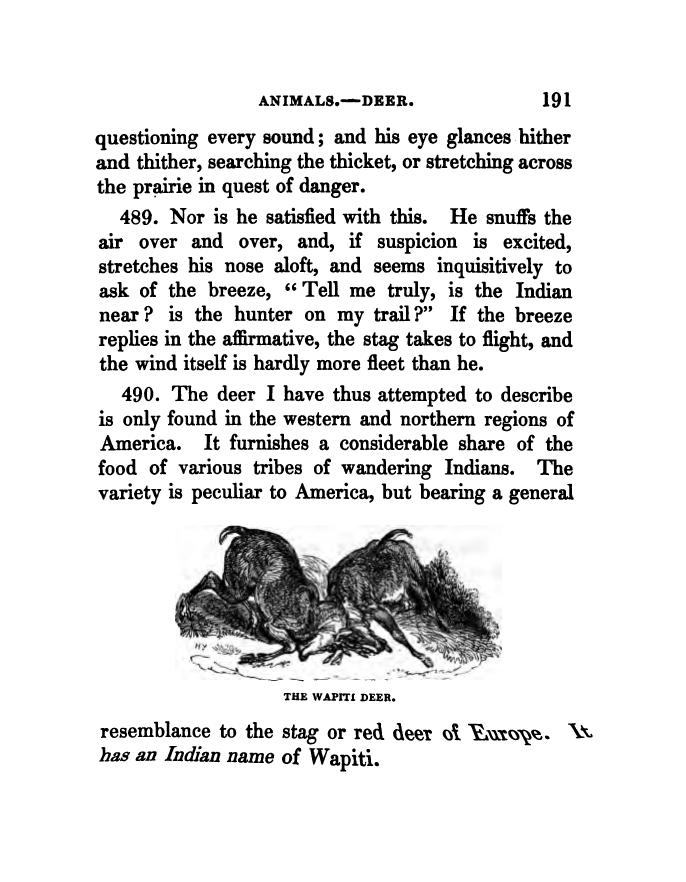 ANIMALS.—DEER. 191
questioning every sound; and his eye glances hither
and thither, searching the thicket, or stretching across
the prairie in quest of danger.
489. Nor is he satisfied with this. He snuffs the
air over and over, and, if suspicion is excited,
stretches his nose aloft, and seems inquisitively to
ask of the breeze, “Tell me truly, is the Indian
near? is the hunter on my trail?” If the breeze
replies in the affirmative, the stag takes to flight, and
the wind itself is hardly more fleet than he.
490. The deer I have thus attempted to describe
is only found in the western and northern regions of
America. It furnishes a considerable share of the
food of various tribes of wandering Indians. The
variety is peculiar to America, but bearing a general
HY
THE WAPITI DEER.
resemblance to the stag or red deer of Europe. It
has an Indian name of Wapiti.